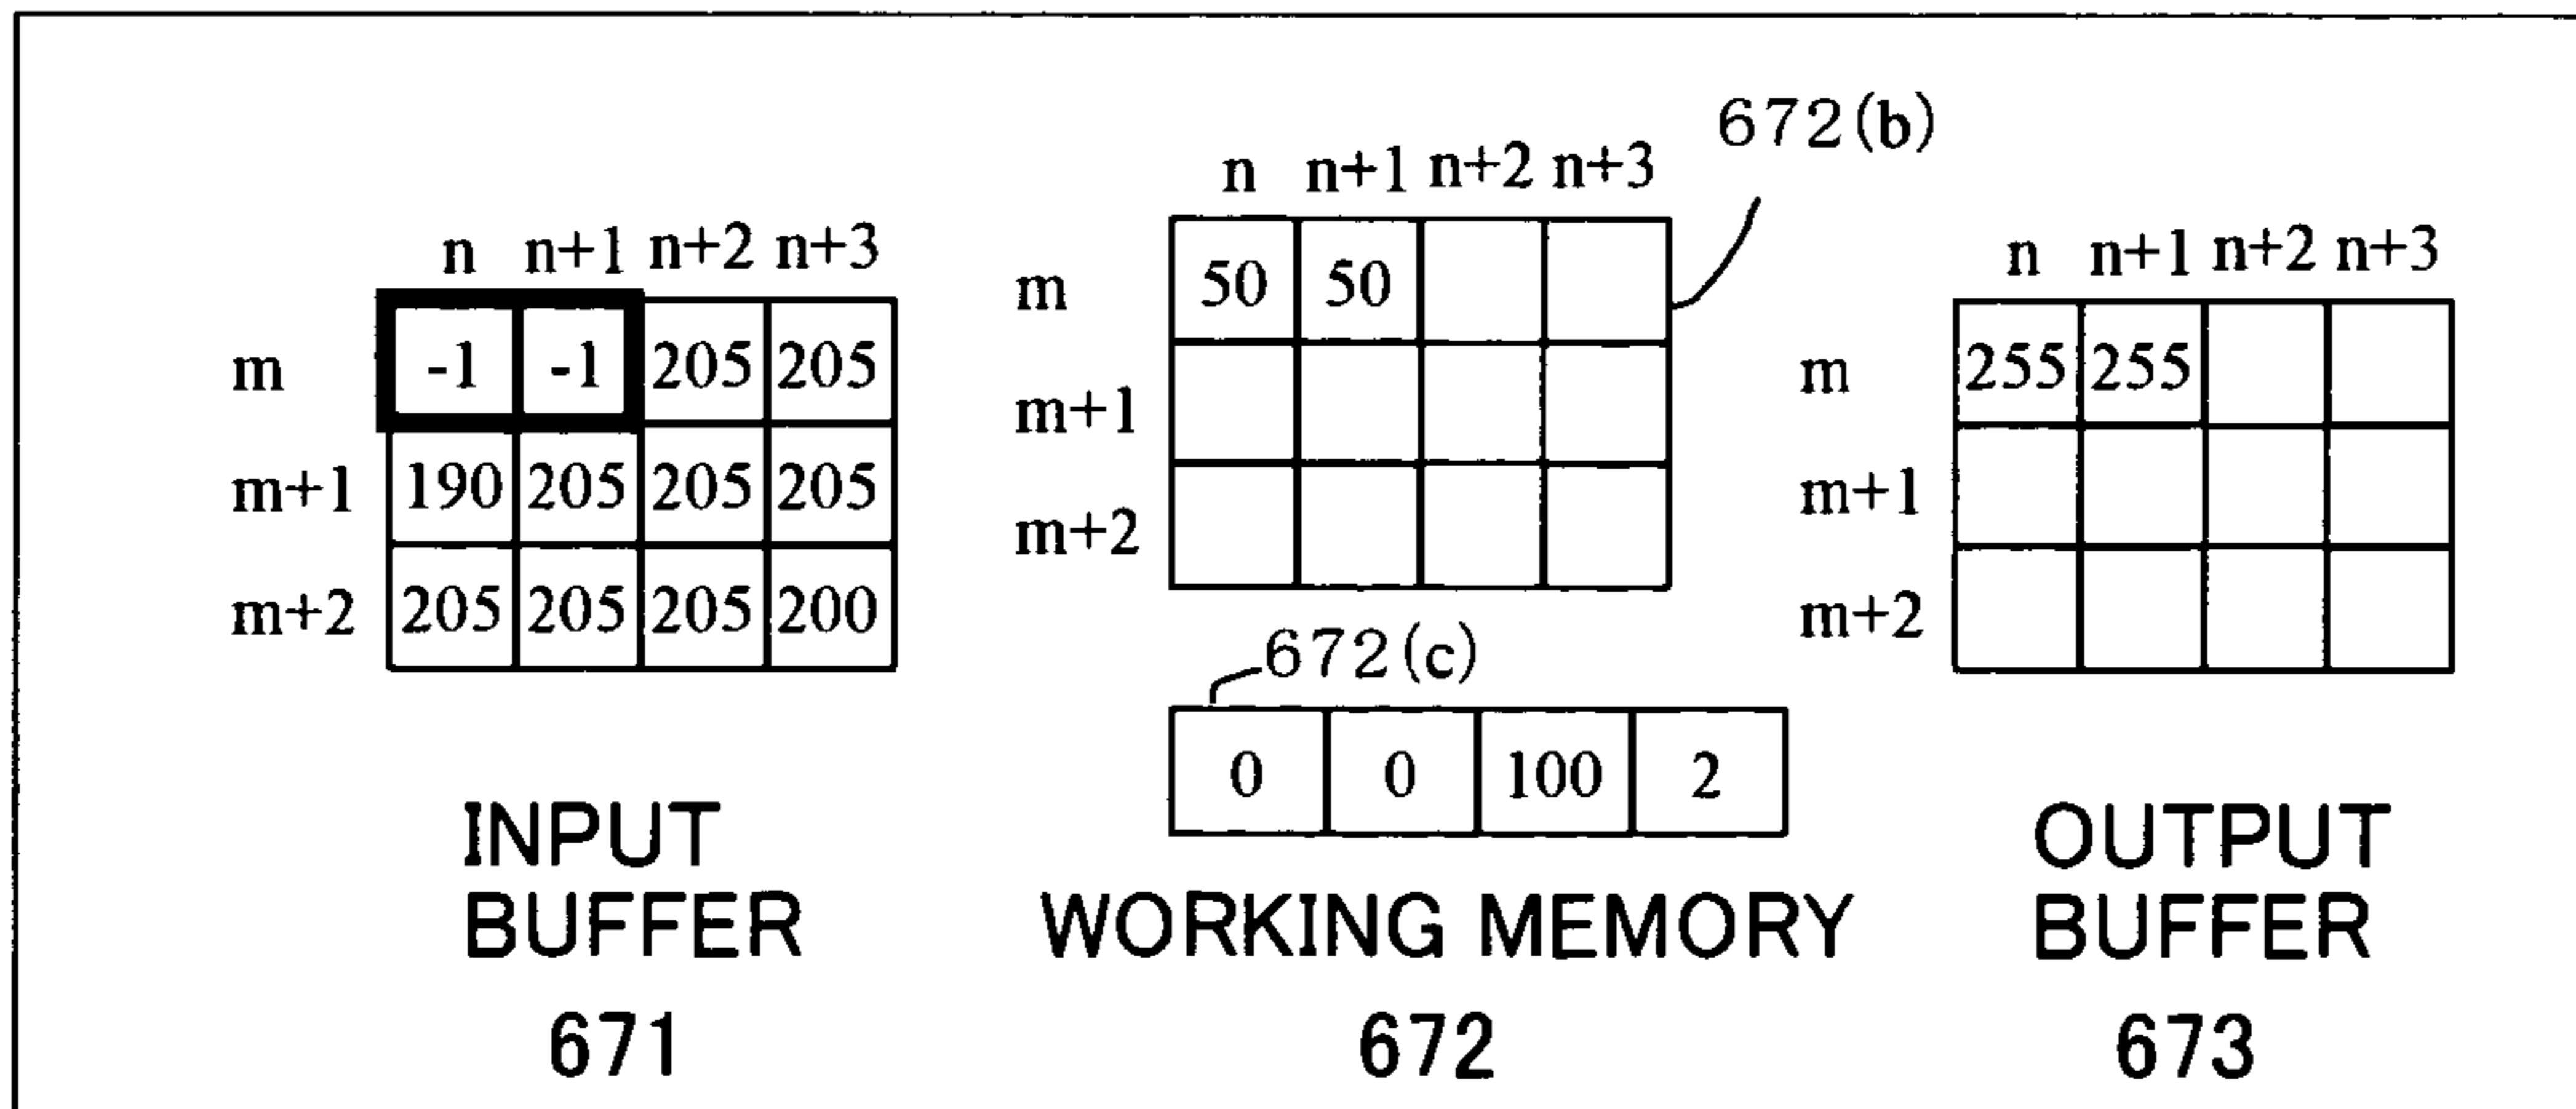 n n+1 n+2 n+3
m -1 -1 205 205
m+1 190 205 205 205
m+2 205 205 205 200
INPUT
BUFFER
671
672(b)
n n+1 n+2 n+3
m 50 50
m+1
m+2
672(c)
0 0 100 2
WORKING MEMORY
672
n n+1 n+2 n+3
m 255 255
m+1
m+2
OUTPUT
BUFFER
673